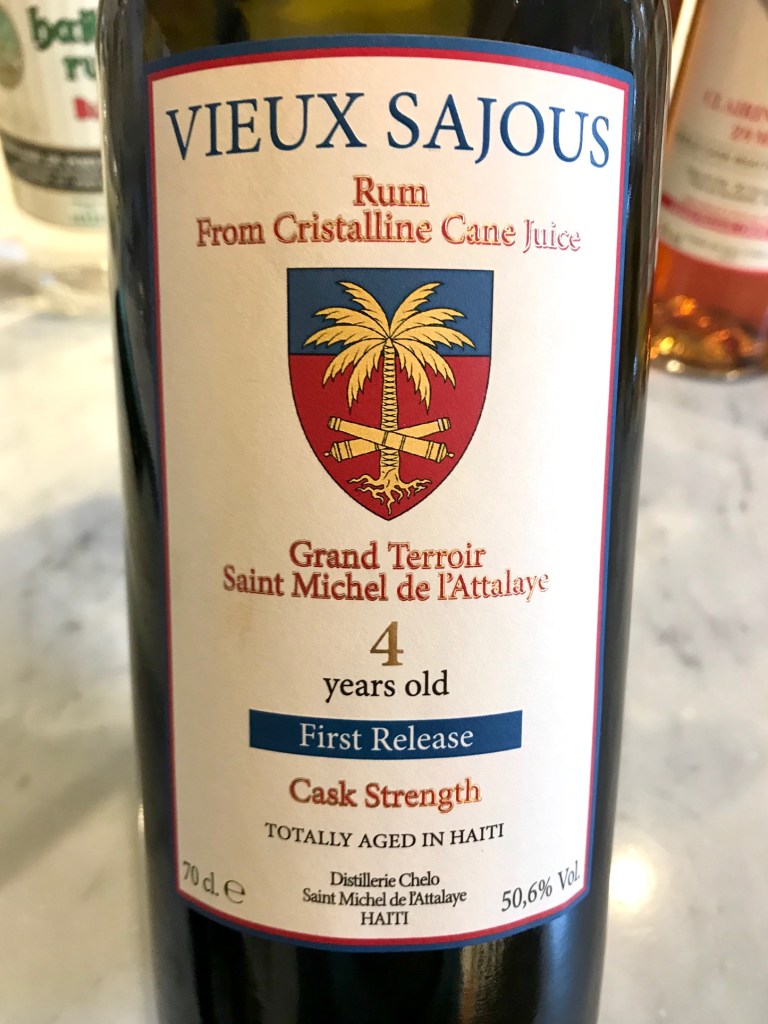 VIEUX SAJOUS
Rum
From Cristalline Cane Juice
Grand Terroir
Saint Michel de l'Attalaye
4
years old
First Release
Cask Strength
TOTALLY AGED IN HAITI
70 cl. ℮
Distillerie Chelo
Saint Michel de l'Attalaye
HAITI
50,6% Vol.